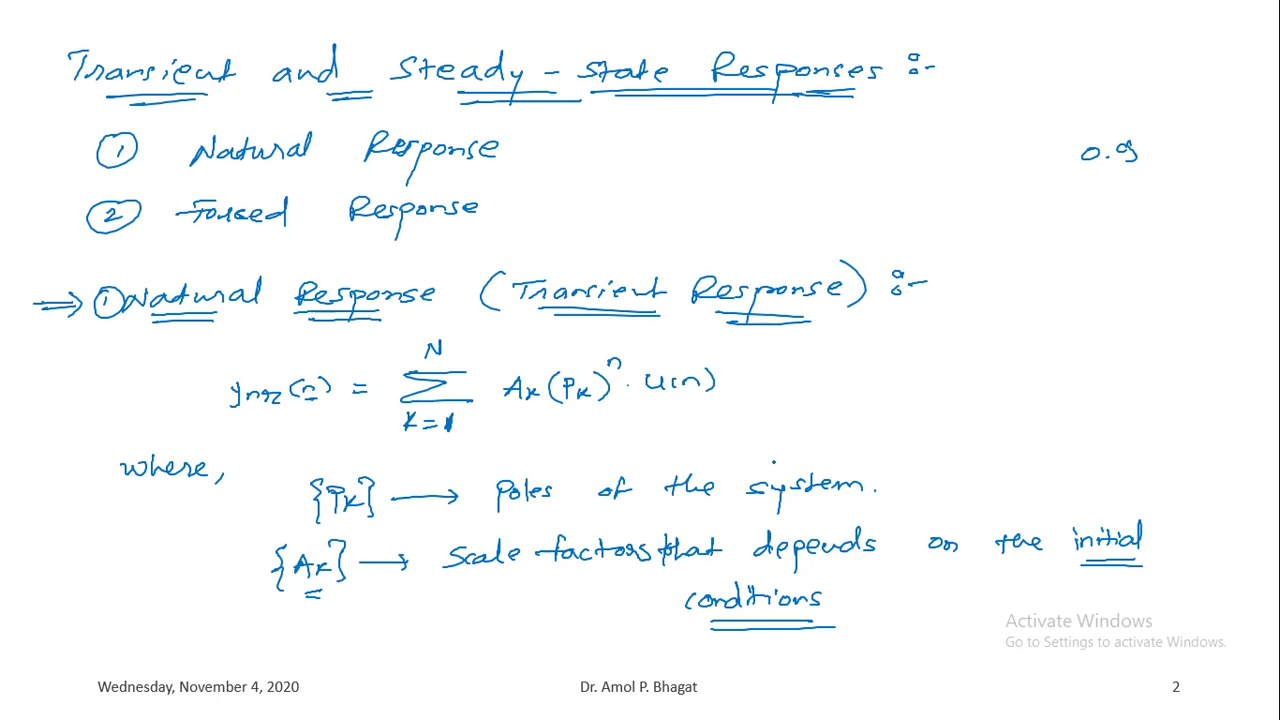 Transient and Steady-state Responses :-
① Natural Response
0.9
② Forced Response
⇒ ① Natural Response (Transient Response) :-
N
ynr(n) = ∑ Ak (Pk)^n . u(n)
k=1
where,
{Pk} → Poles of the system.
{Ak} → scale factors that depends on the initial
conditions
Activate Windows
Go to Settings to activate Windows.
Wednesday, November 4, 2020
Dr. Amol P. Bhagat
2